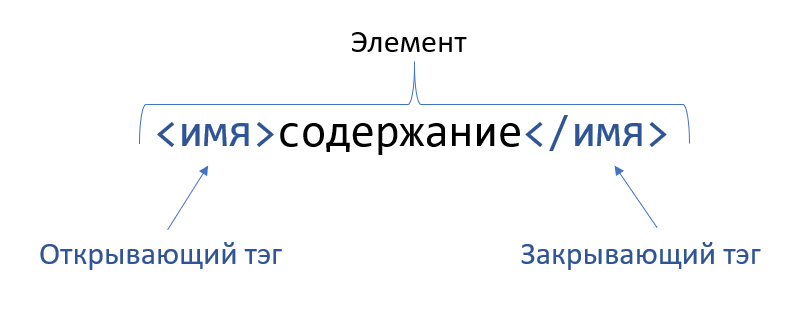 Элемент
<имя>содержание</имя>
Открывающий тэг
Закрывающий тэг